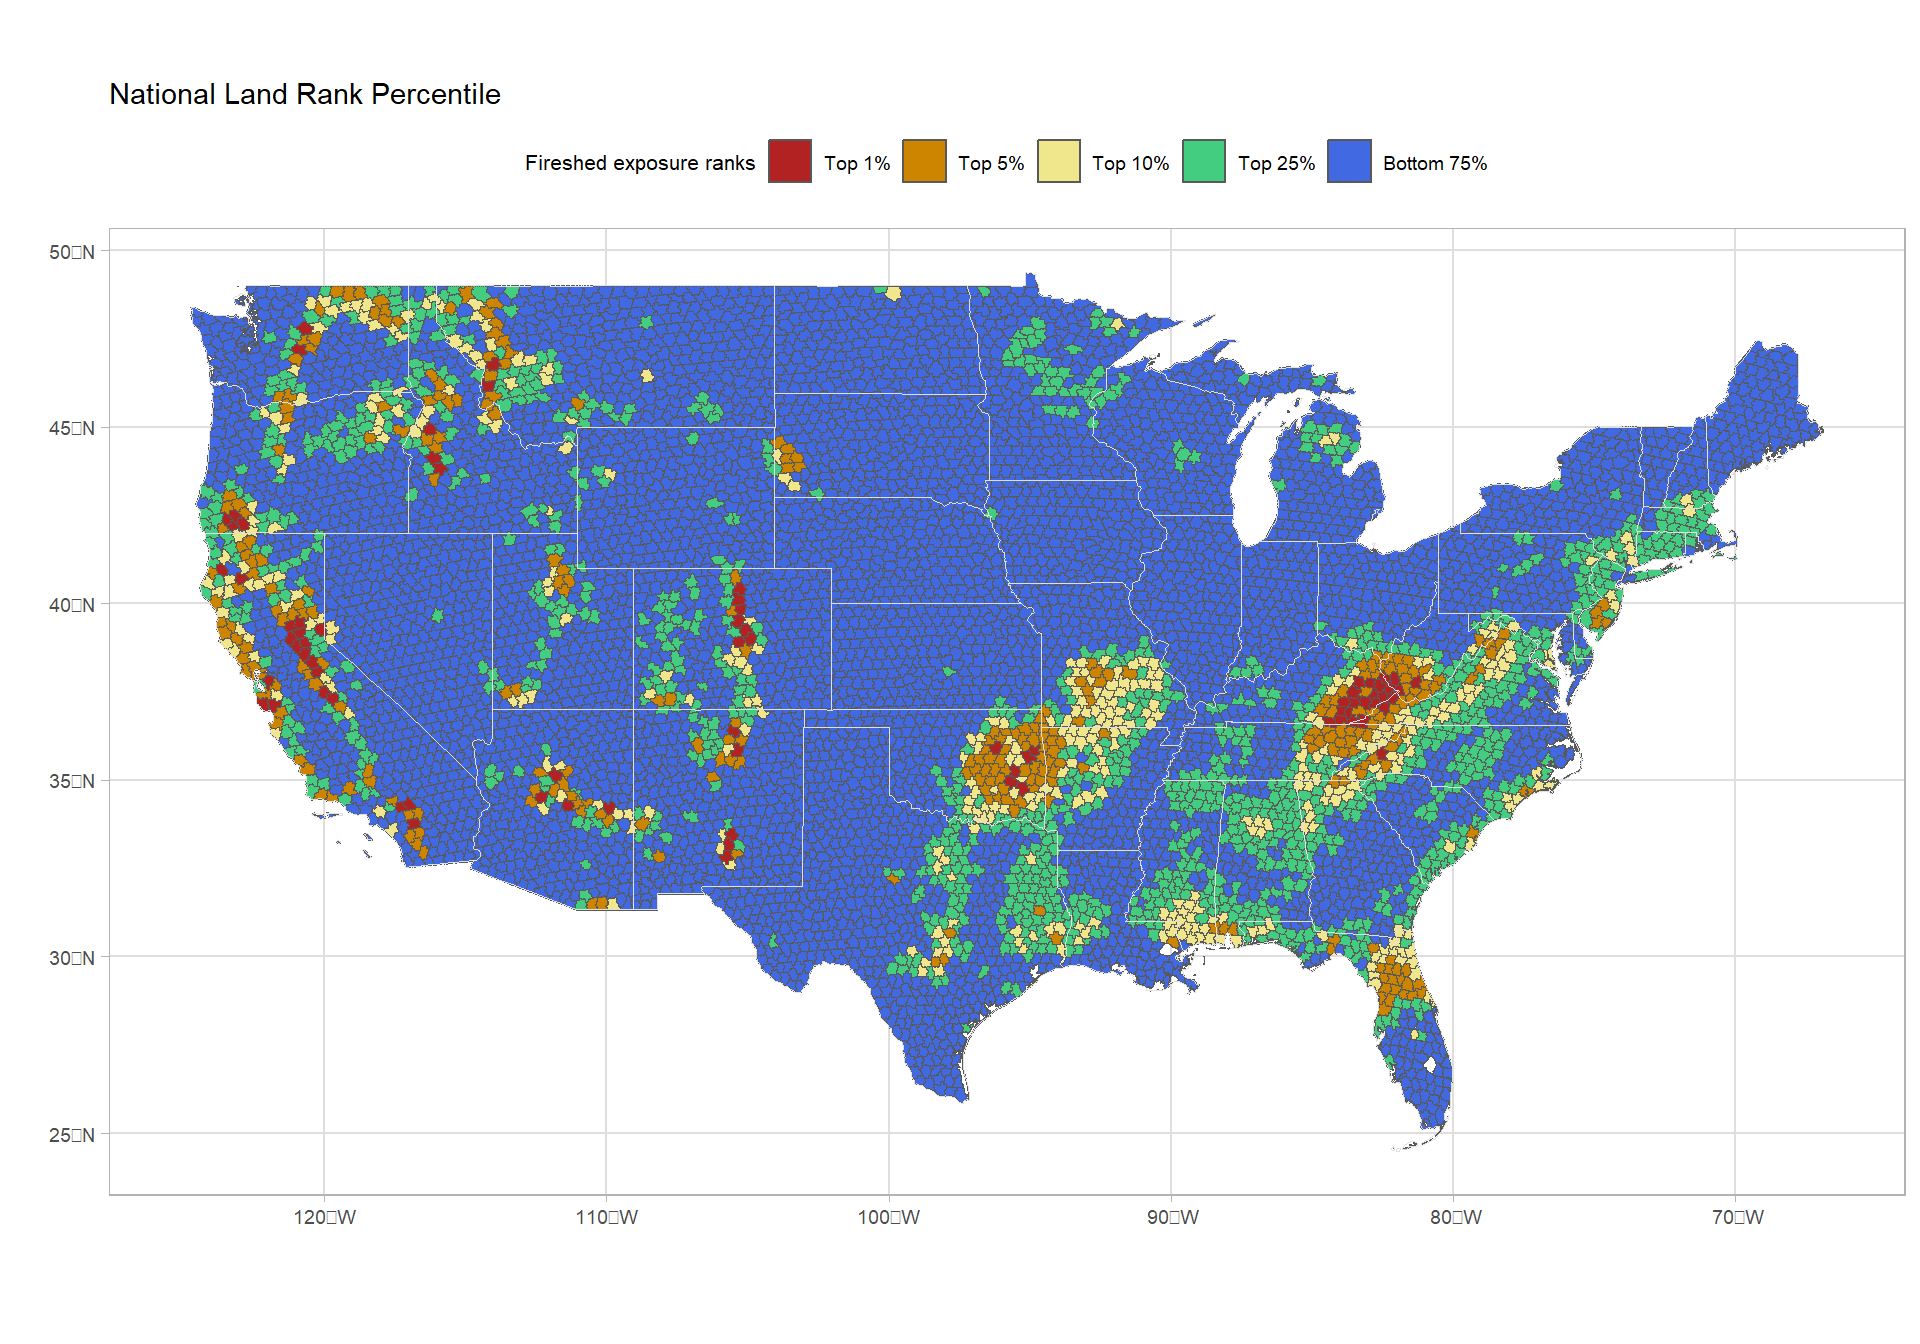 National Land Rank Percentile
Fireshed exposure ranks Top 1% Top 5% Top 10% Top 25% Bottom 75%
50□N
45□N
40□N
35□N
30□N
25□N
120□W 110□W 100□W 90□W 80□W 70□W